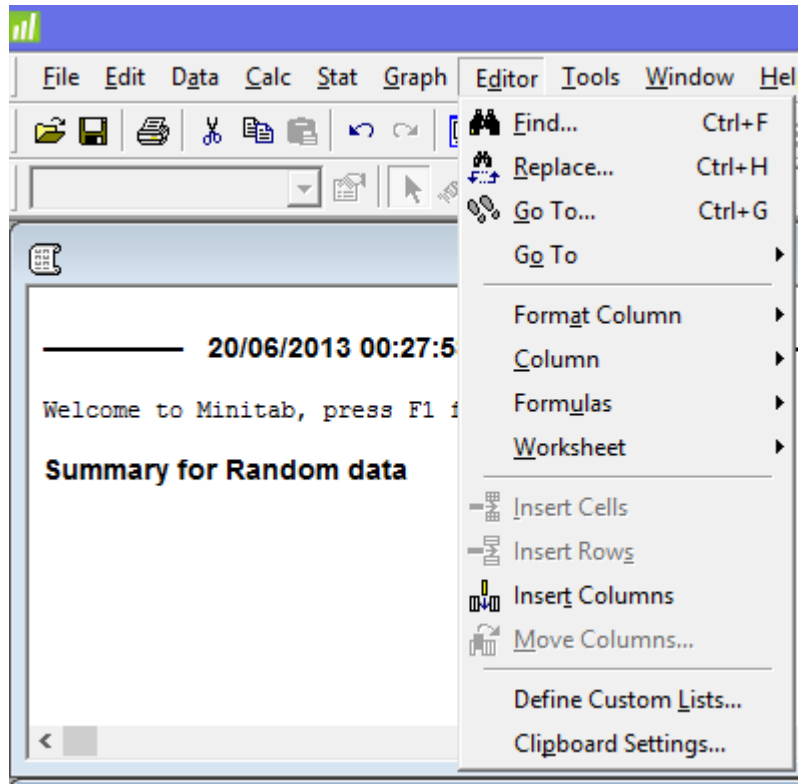 File Edit Data Calc Stat Graph Editor Tools Window Hel
Find... Ctrl+F
Replace... Ctrl+H
Go To... Ctrl+G
Go To
Format Column
Column
Formulas
Worksheet
Insert Cells
Insert Rows
Insert Columns
Move Columns...
Define Custom Lists...
Clipboard Settings...
20/06/2013 00:27:5
Welcome to Minitab, press F1 f
Summary for Random data